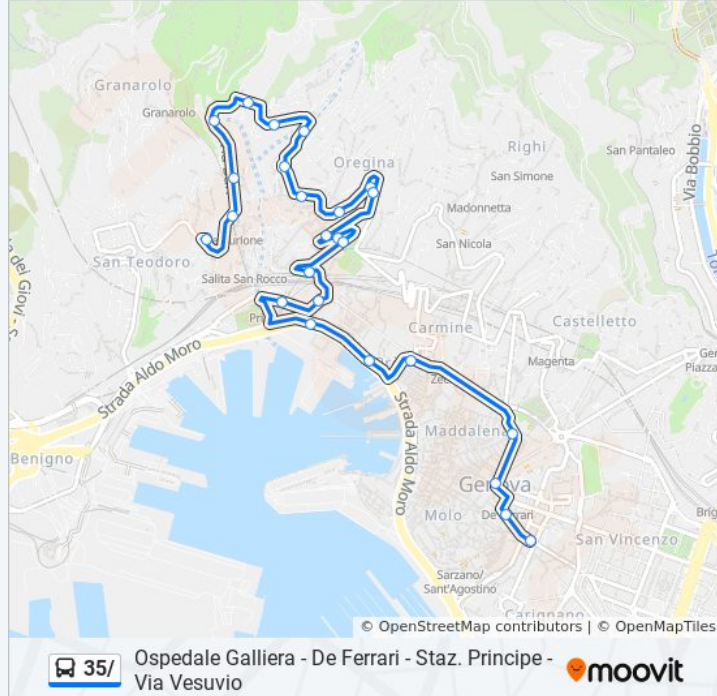 Granarolo
Granarolo
Righi
San Pantaleo
Via Bobbio
Oregina
San Simone
Madonnetta
San Nicola
San Teodoro
Salita San Rocco
Castelletto
Carmine
Magenta
Strada Aldo Moro
Strada Aldo Moro
Maddalena
Benigno
Genova
Molo
De Ferrari
San Vincenzo
Sarzano/
Sant'Agostino
Carignano
© OpenStreetMap contributors | © OpenMapTiles
35/
Ospedale Galliera - De Ferrari - Staz. Principe -
Via Vesuvio
moovit